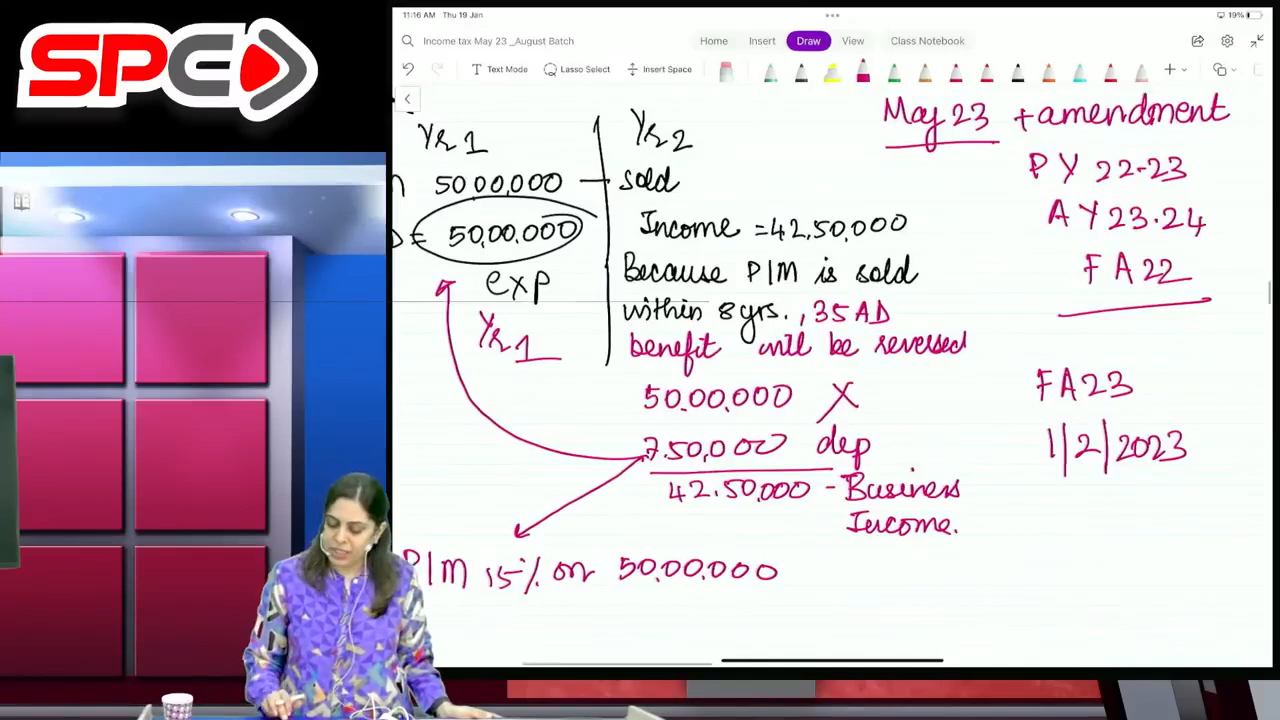 SPC
11:16 AM Thu 19 Jan
19%
Income tax May 23 _August Batch
Home Insert Draw View Class Notebook
Text Mode Lasso Select Insert Space
May 23 + amendment
PY 22-23
AY 23.24
FA 22
FA 23
1/2/2023
Yr 1
50,00,000
50,00,000
exp
Yr 1
Yr 2
sold
Income = 42,50,000
Because P/M is sold
within 8 yrs., 35 AD
benefit will be reversed
50,00,000 X
7.50,000 dep
42.50,000 - Business
Income.
P/M 15% on 50,00,000